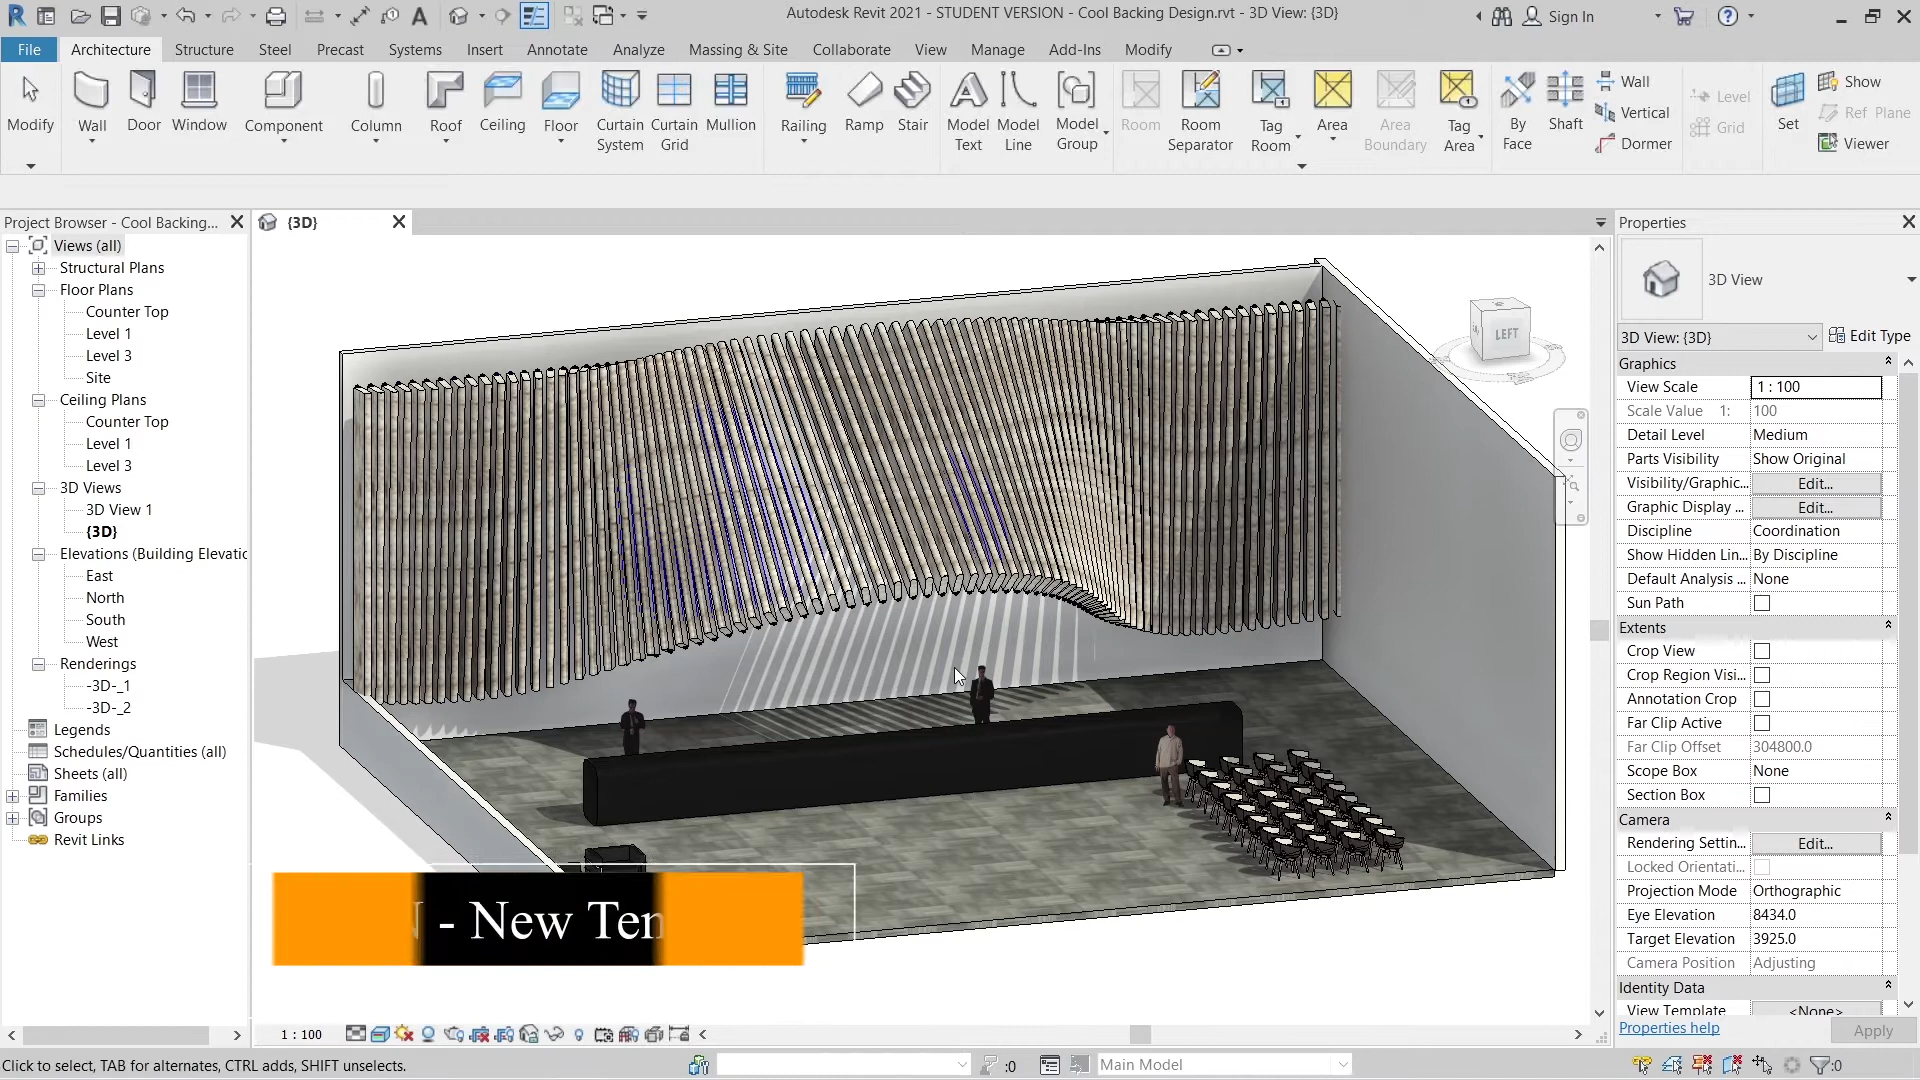 Autodesk Revit 2021 - STUDENT VERSION - Cool Backing Design.rvt - 3D View: {3D}
Sign In
File Architecture Structure Steel Precast Systems Insert Annotate Analyze Massing & Site Collaborate View Manage Add-Ins Modify
Modify
Wall
Door
Window
Component
Column
Roof
Ceiling
Floor
Curtain System
Curtain Grid
Mullion
Railing
Ramp
Stair
Model Text
Model Line
Model Group
Room
Room Separator
Tag Room
Area
Area Boundary
Tag Area
By Face
Shaft
Wall
Vertical
Dormer
Level
Grid
Set
Show
Ref Plane
Viewer
Project Browser - Cool Backing...
Views (all)
Structural Plans
Floor Plans
Counter Top
Level 1
Level 3
Site
Ceiling Plans
Counter Top
Level 1
Level 3
3D Views
3D View 1
{3D}
Elevations (Building Elevatic
East
North
South
West
Renderings
-3D-_1
-3D-_2
Legends
Schedules/Quantities (all)
Sheets (all)
Families
Groups
Revit Links
{3D}
LEFT
- New Ten
Properties
3D View
3D View: {3D} Edit Type
Graphics
View Scale 1 : 100
Scale Value 1: 100
Detail Level Medium
Parts Visibility Show Original
Visibility/Graphic... Edit...
Graphic Display ... Edit...
Discipline Coordination
Show Hidden Lin... By Discipline
Default Analysis ... None
Sun Path
Extents
Crop View
Crop Region Visi...
Annotation Crop
Far Clip Active
Far Clip Offset 304800.0
Scope Box None
Section Box
Camera
Rendering Settin... Edit...
Locked Orientati...
Projection Mode Orthographic
Eye Elevation 8434.0
Target Elevation 3925.0
Camera Position Adjusting
Identity Data
View Template <None>
Properties help Apply
1 : 100
Click to select, TAB for alternates, CTRL adds, SHIFT unselects.
:0
Main Model
:0